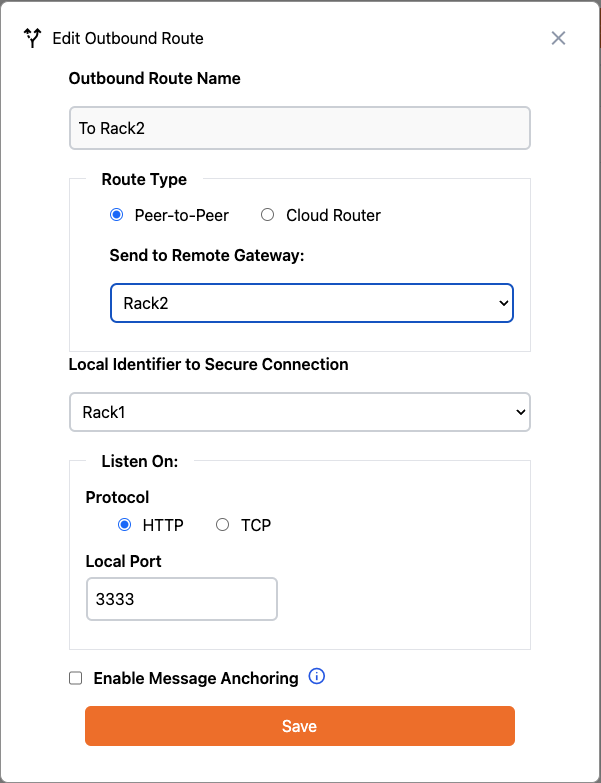 Edit Outbound Route
Outbound Route Name
To Rack2
Route Type
Peer-to-Peer Cloud Router
Send to Remote Gateway:
Rack2
Local Identifier to Secure Connection
Rack1
Listen On:
Protocol
HTTP TCP
Local Port
3333
Enable Message Anchoring
Save